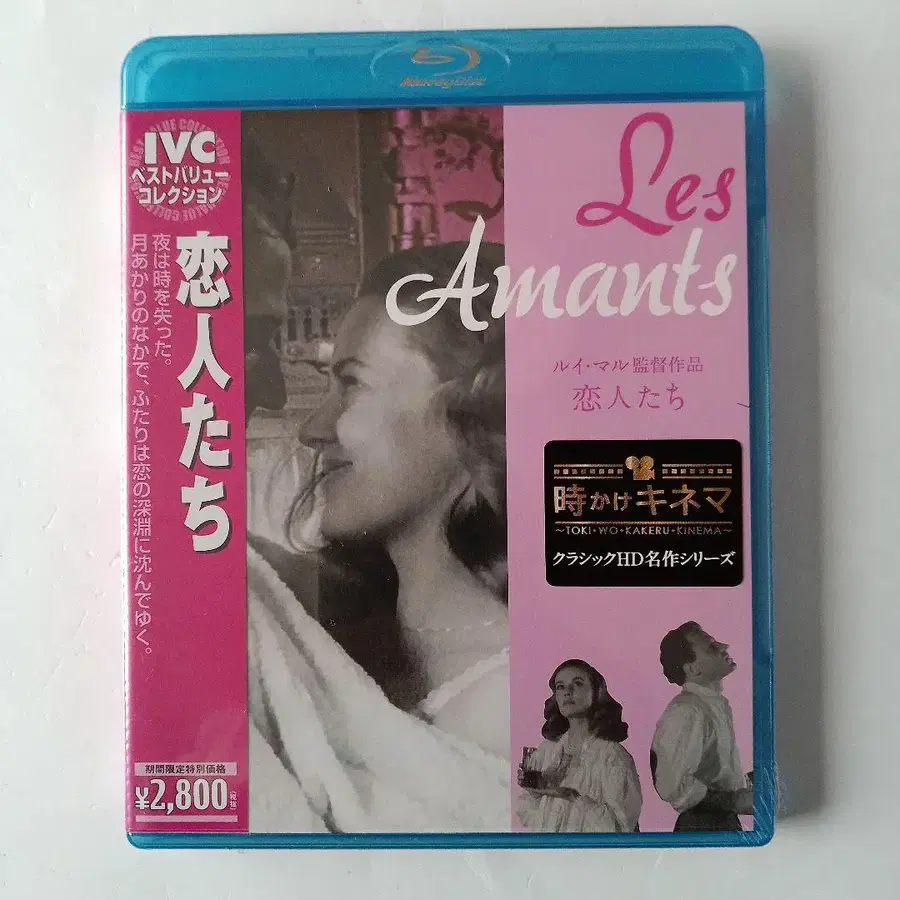 Blu-ray Disc
BEST VALUE COLLECTION
IVC
ベストバリュー
コレクション
恋人たち
夜は時を失った。
月あかりのなかで、ふたりは恋の深淵に沈んでゆく。
期間限定特別価格
¥2,800(税抜)
Les
Amants
ルイ・マル監督作品
恋人たち
時かけキネマ
~TOKI・WO・KAKERU・KINEMA~
クラシックHD名作シリーズ